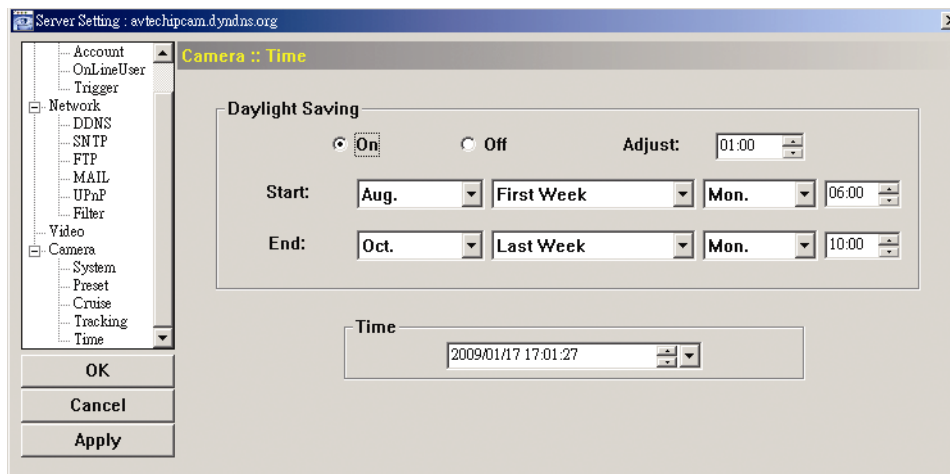 Server Setting : avtechipcam.dyndns.org
Account
OnLineUser
Trigger
Network
DDNS
SNTP
FTP
MAIL
UPnP
Filter
Video
Camera
System
Preset
Cruise
Tracking
Time
OK
Cancel
Apply
Camera :: Time
Daylight Saving
On Off Adjust: 01:00
Start: Aug. First Week Mon. 06:00
End: Oct. Last Week Mon. 10:00
Time
2009/01/17 17:01:27